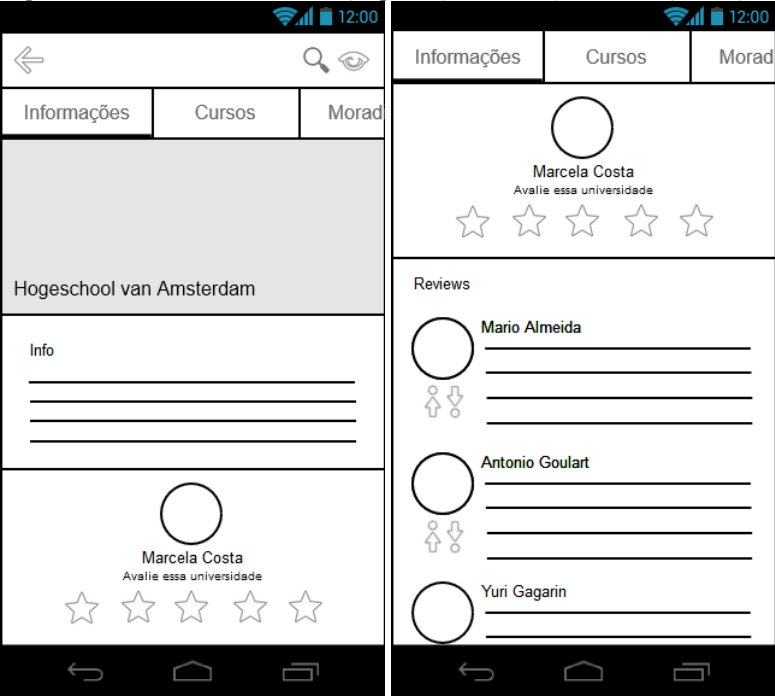 12:00
Informações
Cursos
Morad
Hogeschool van Amsterdam
Info
Marcela Costa
Avalie essa universidade
12:00
Informações
Cursos
Morad
Marcela Costa
Avalie essa universidade
Reviews
Mario Almeida
Antonio Goulart
Yuri Gagarin